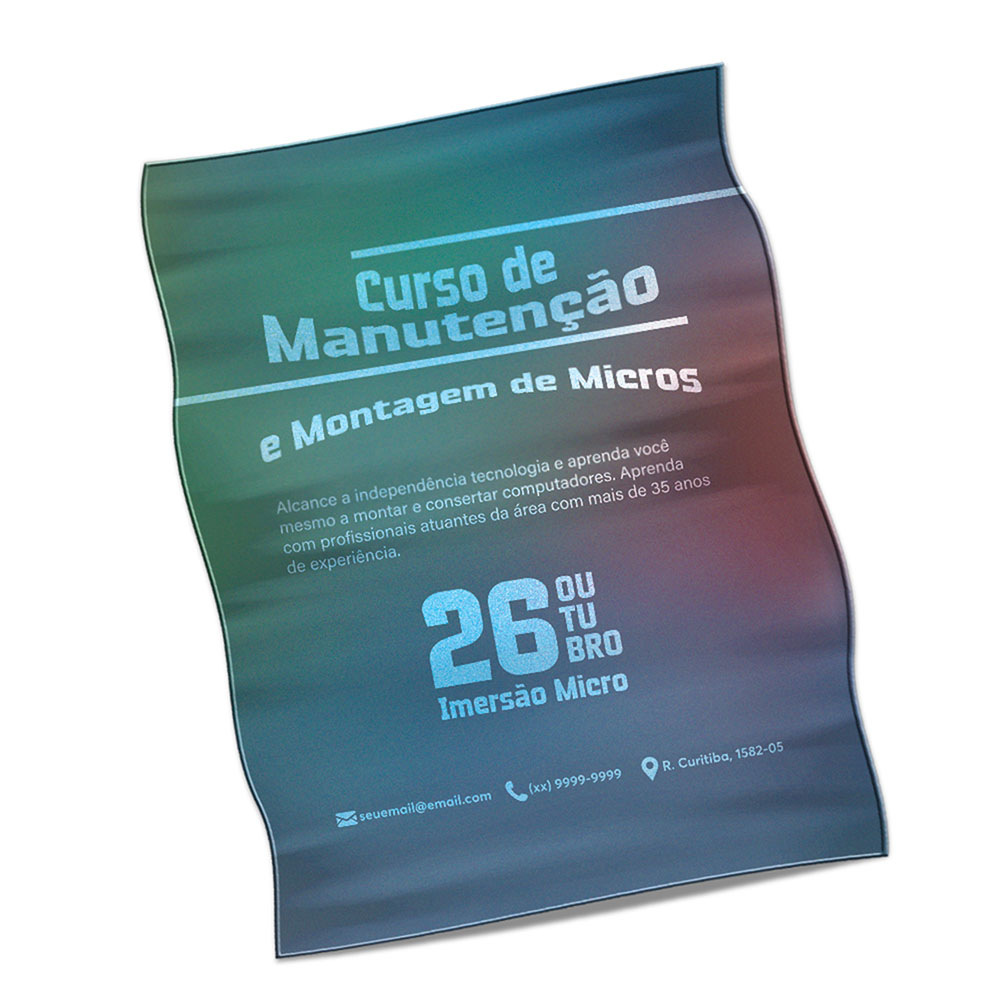 Curso de
Manutenção
e Montagem de Micros
Alcance a independência tecnologia e aprenda você
mesmo a montar e consertar computadores. Aprenda
com profissionais atuantes da área com mais de 35 anos
de experiência.
26 OU
TU
BRO
Imersão Micro
seuemail@email.com (xx) 9999-9999 R. Curitiba, 1582-05